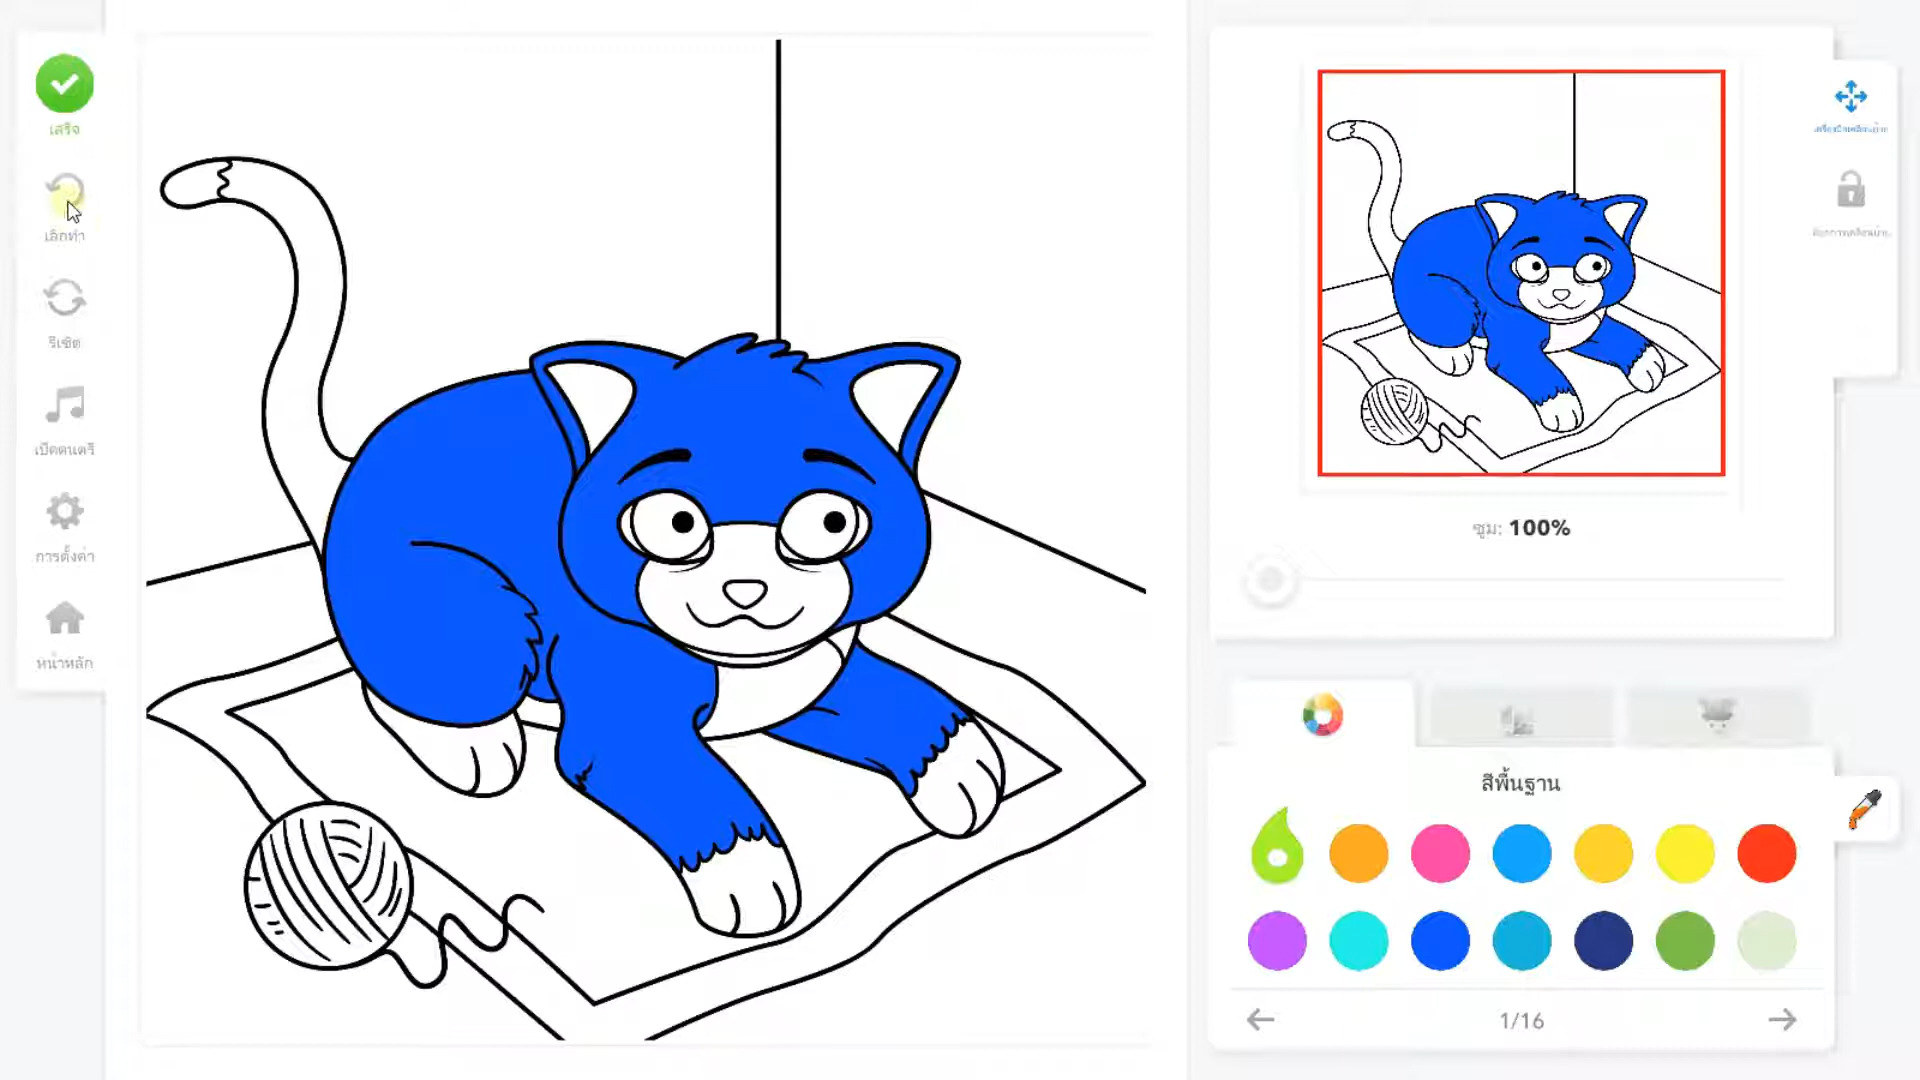 เสร็จ
เลิกทำ
รีเซ็ต
เปิดดนตรี
การตั้งค่า
หน้าหลัก
ซูม: 100%
สีพื้นฐาน
1/16